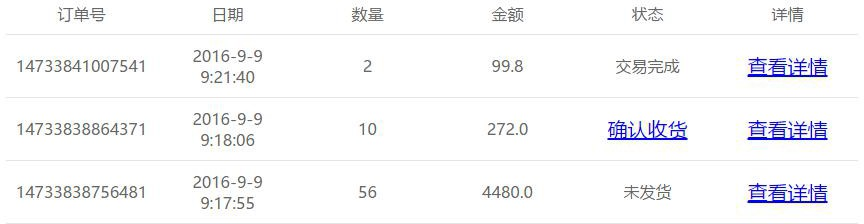 订单号 日期 数量 金额 状态 详情
14733841007541 2016-9-9 9:21:40 2 99.8 交易完成 查看详情
14733838864371 2016-9-9 9:18:06 10 272.0 确认收货 查看详情
14733838756481 2016-9-9 9:17:55 56 4480.0 未发货 查看详情